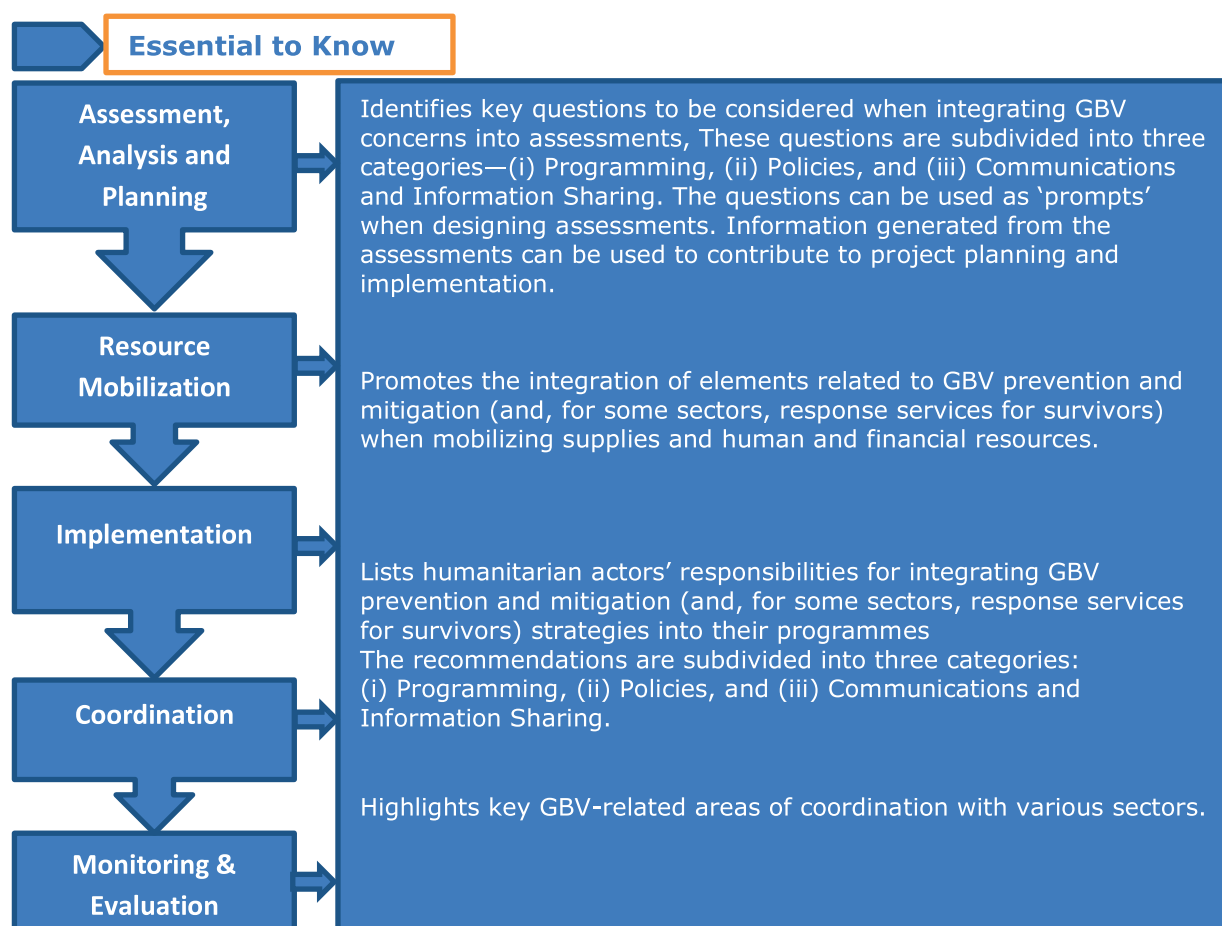 Essential to Know
Assessment,
Analysis and
Planning
Identifies key questions to be considered when integrating GBV
concerns into assessments, These questions are subdivided into three
categories—(i) Programming, (ii) Policies, and (iii) Communications
and Information Sharing. The questions can be used as ‘prompts’
when designing assessments. Information generated from the
assessments can be used to contribute to project planning and
implementation.
Resource
Mobilization
Promotes the integration of elements related to GBV prevention and
mitigation (and, for some sectors, response services for survivors)
when mobilizing supplies and human and financial resources.
Implementation
Lists humanitarian actors’ responsibilities for integrating GBV
prevention and mitigation (and, for some sectors, response services
for survivors) strategies into their programmes
The recommendations are subdivided into three categories:
(i) Programming, (ii) Policies, and (iii) Communications and
Information Sharing.
Coordination
Highlights key GBV-related areas of coordination with various sectors.
Monitoring &
Evaluation